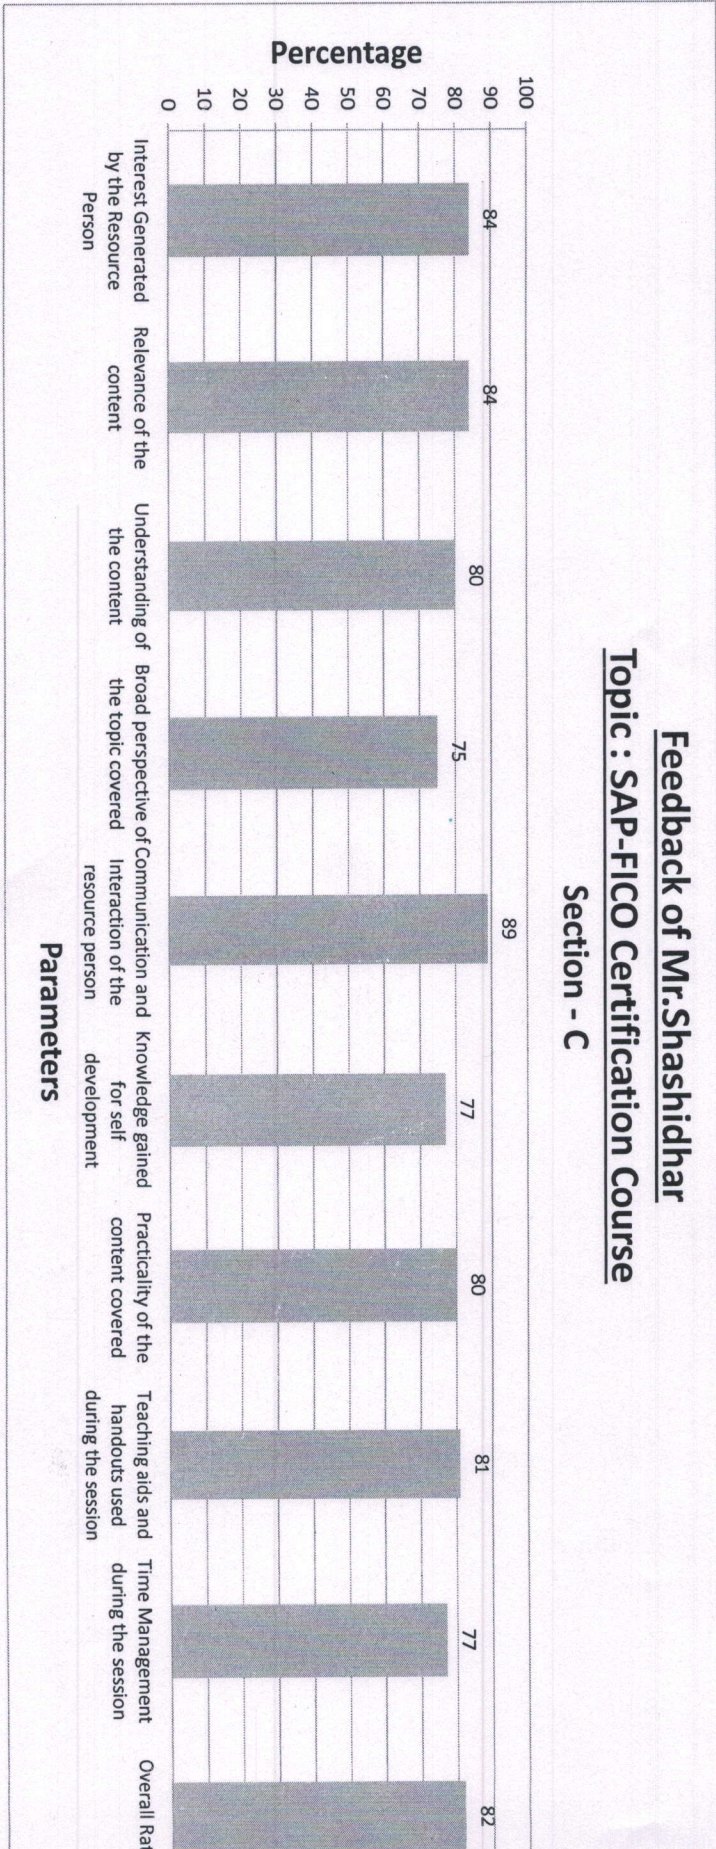 Feedback of Mr.Shashidhar
Topic : SAP-FICO Certification Course
Section - C
Percentage
100
90
80
70
60
50
40
30
20
10
0
84
84
80
75
89
77
80
81
77
82
Interest Generated
by the Resource
Person
Relevance of the
content
Understanding of
the content
Broad perspective of
the topic covered
Communication and
Interaction of the
resource person
Knowledge gained
for self
development
Practicality of the
content covered
Teaching aids and
handouts used
during the session
Time Management
during the session
Overall Rat
Parameters